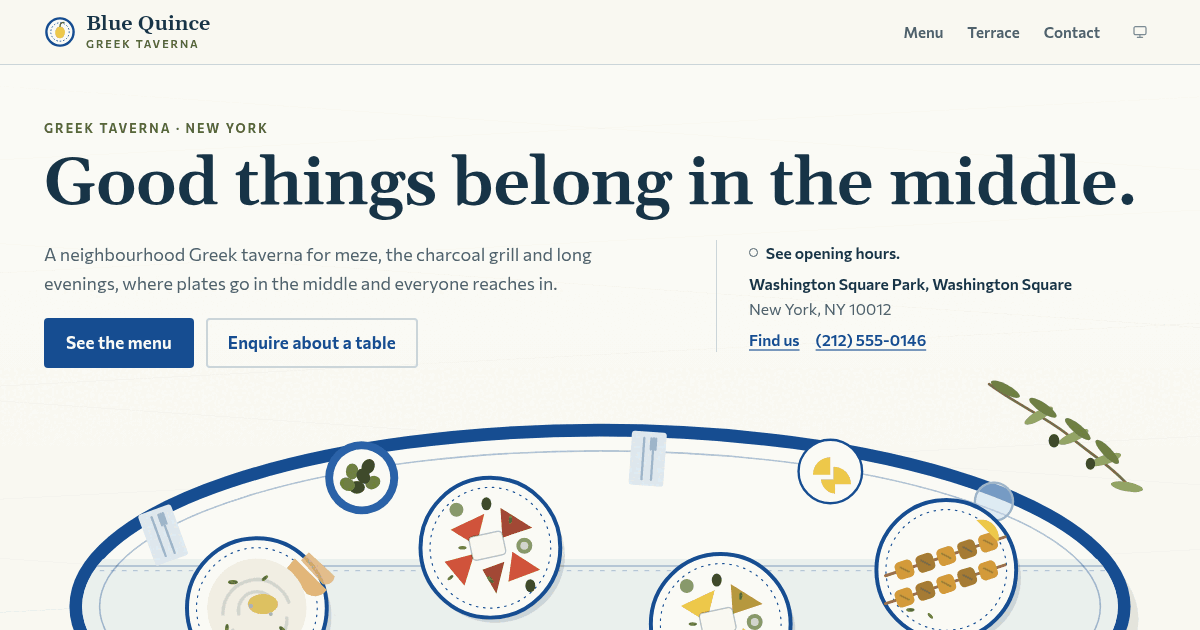 Blue Quince
GREEK TAVERNA
Menu Terrace Contact
GREEK TAVERNA · NEW YORK
Good things belong in the middle.
A neighbourhood Greek taverna for meze, the charcoal grill and long
evenings, where plates go in the middle and everyone reaches in.
See the menu
Enquire about a table
See opening hours.
Washington Square Park, Washington Square
New York, NY 10012
Find us (212) 555-0146